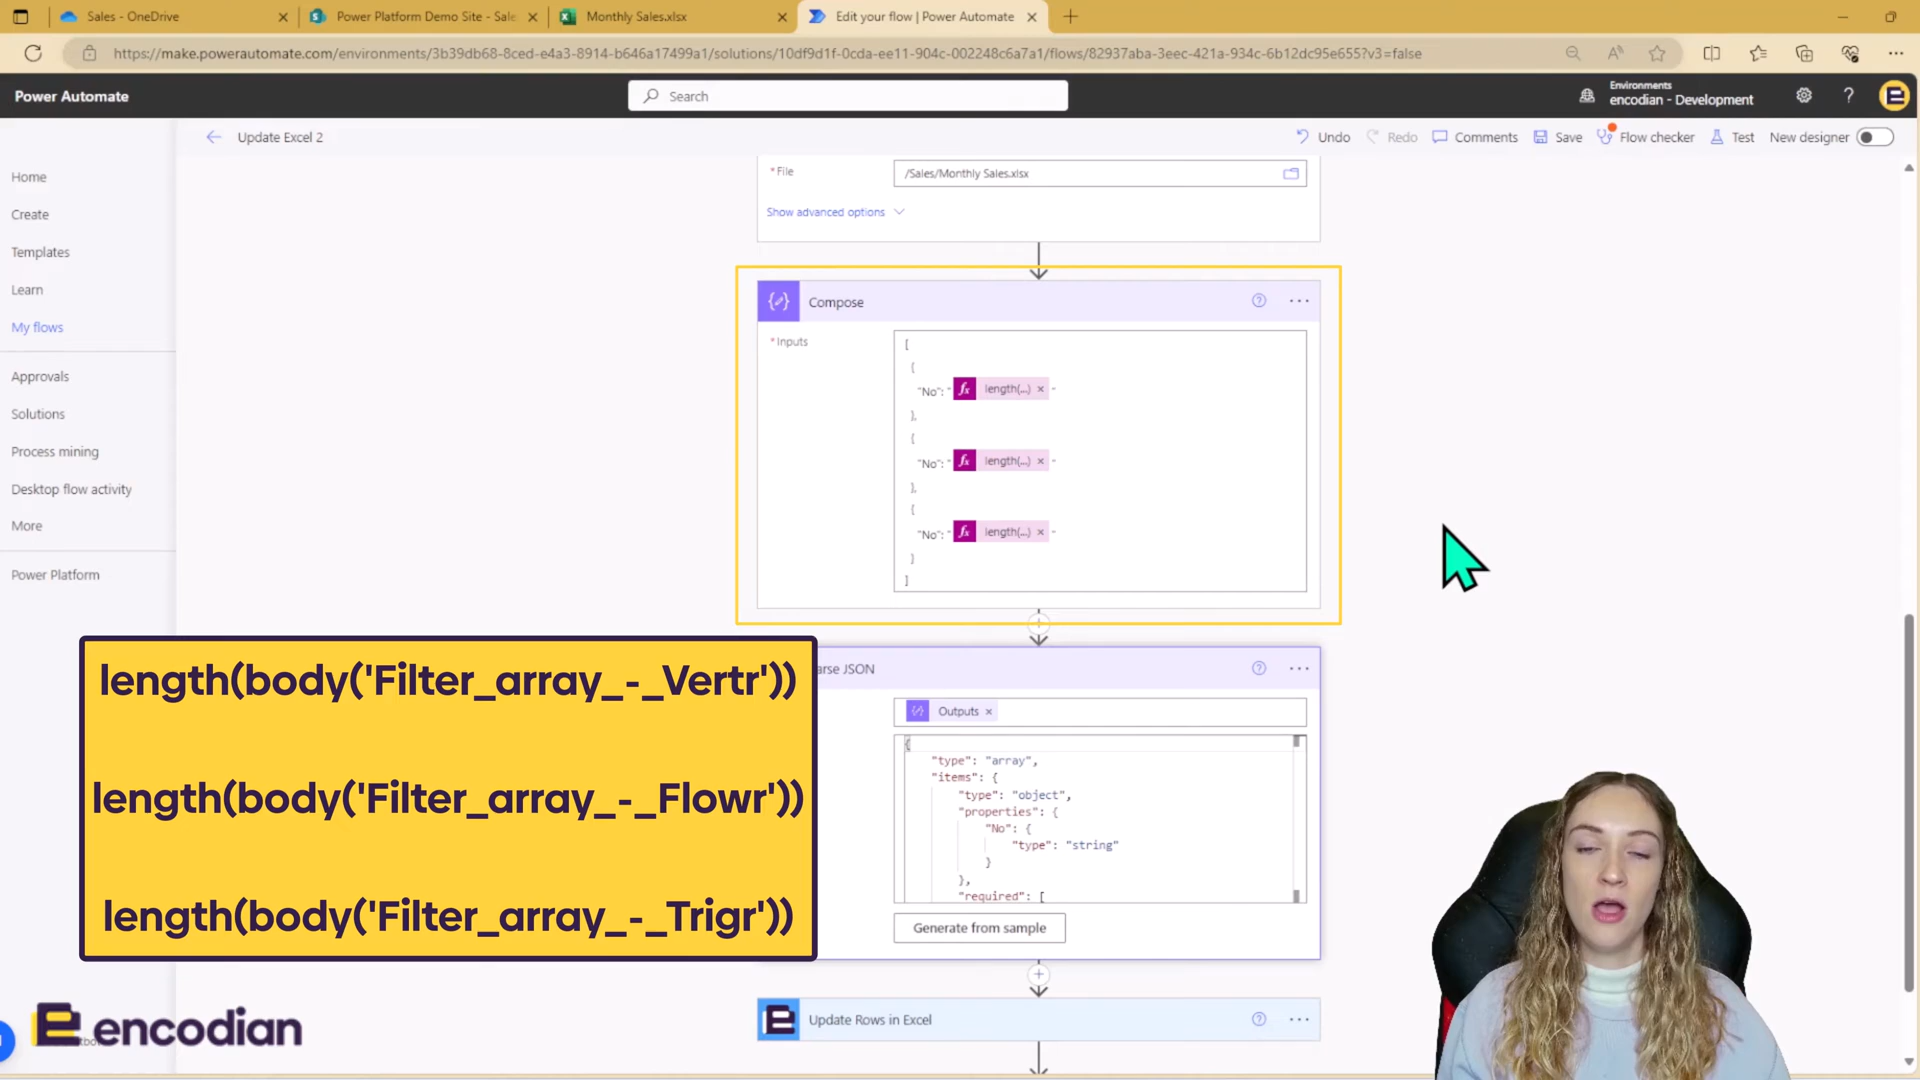 Sales - OneDrive
Power Platform Demo Site - Sale
Monthly Sales.xlsx
Edit your flow | Power Automate
https://make.powerautomate.com/environments/3b39db68-8ced-e4a3-8914-b646a17499a1/solutions/10df9d1f-0cda-ee11-904c-002248c6a7a1/flows/82937aba-3eec-421a-934c-6b12dc95e655?v3=false
Power Automate
Search
Environments
encodian - Development
Update Excel 2
Undo
Redo
Comments
Save
Flow checker
Test
New designer
Home
Create
Templates
Learn
My flows
Approvals
Solutions
Process mining
Desktop flow activity
More
Power Platform
* File
/Sales/Monthly Sales.xlsx
Show advanced options
Compose
* Inputs
[
{
"No": " fx length(...) × "
},
{
"No": " fx length(...) × "
},
{
"No": " fx length(...) × "
}
]
arse JSON
Outputs ×
{
"type": "array",
"items": {
"type": "object",
"properties": {
"No": {
"type": "string"
}
},
"required": [
Generate from sample
Update Rows in Excel
length(body('Filter_array_-_Vertr'))
length(body('Filter_array_-_Flowr'))
length(body('Filter_array_-_Trigr'))
encodian